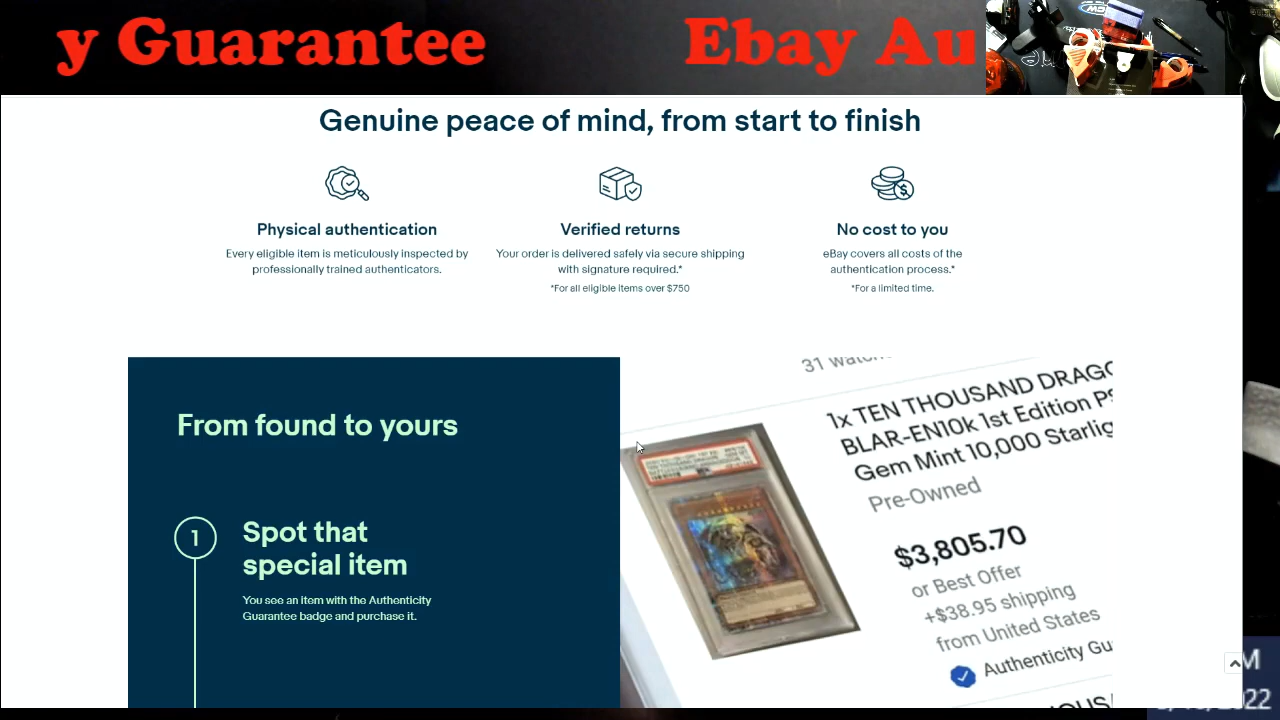 y Guarantee Ebay Au
Genuine peace of mind, from start to finish
Physical authentication
Every eligible item is meticulously inspected by
professionally trained authenticators.
Verified returns
Your order is delivered safely via secure shipping
with signature required.*
*For all eligible items over $750
No cost to you
eBay covers all costs of the
authentication process.*
*For a limited time.
From found to yours
1
Spot that
special item
You see an item with the Authenticity
Guarantee badge and purchase it.
31
1x TEN THOUSAND DRAGO
BLAR-EN10k 1st Edition PS
Gem Mint 10,000 Starlig
Pre-Owned
$3,805.70
or Best Offer
+$38.95 shipping
from United States
Authenticity Gu
M
2022